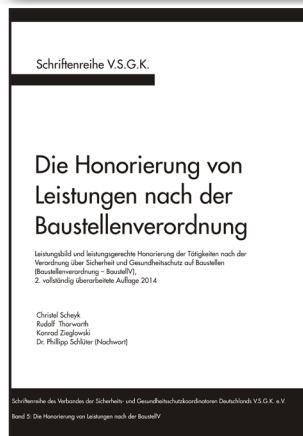 Schriftenreihe V.S.G.K.
Die Honorierung von
Leistungen nach der
Baustellenverordnung
Leistungsbild und leistungsgerechte Honorierung der Tätigkeiten nach der
Verordnung über Sicherheit und Gesundheitsschutz auf Baustellen
(Baustellenverordnung – BaustellV),
2. vollständig überarbeitete Auflage 2014
Christel Scheyk
Rudolf Thorwarth
Konrad Zieglowski
Dr. Phillipp Schlüter (Nachwort)
Schriftenreihe des Verbandes der Sicherheits- und Gesundheitsschutzkoordinatoren Deutschlands V.S.G.K. e.V.
Band 5: Die Honorierung von Leistungen nach der BaustellV